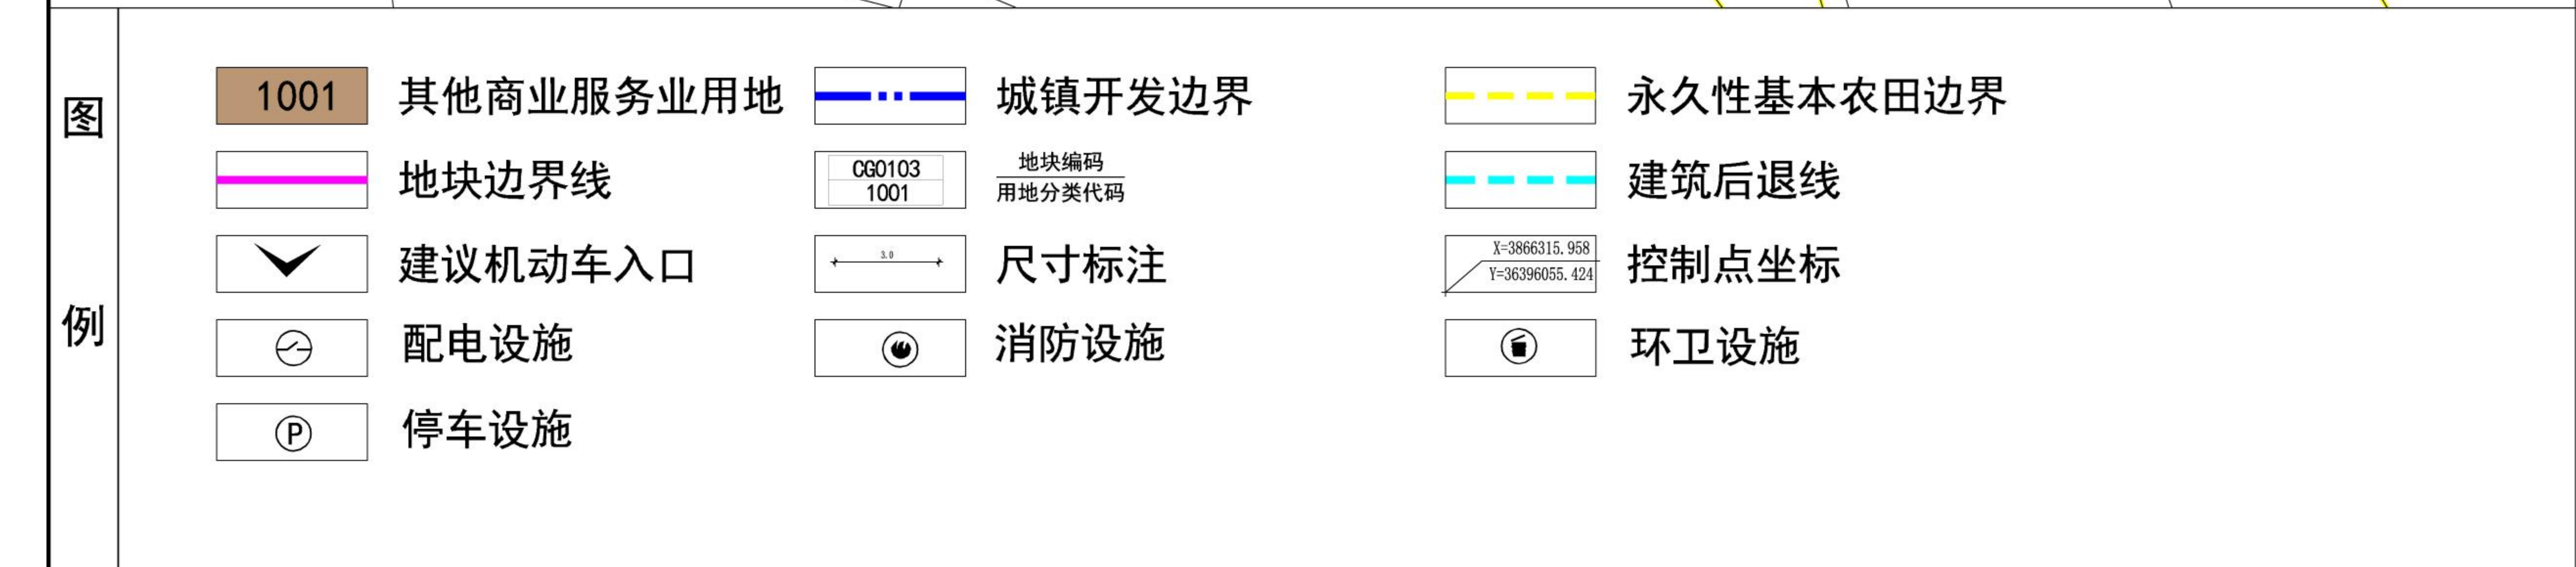 图例
1001 其他商业服务业用地 城镇开发边界 永久性基本农田边界
地块边界线 CG0103 地块编码 建筑后退线
1001 用地分类代码
建议机动车入口 3.0 尺寸标注 X=3866315.958 控制点坐标
Y=36396055.424
配电设施 消防设施 环卫设施
P 停车设施